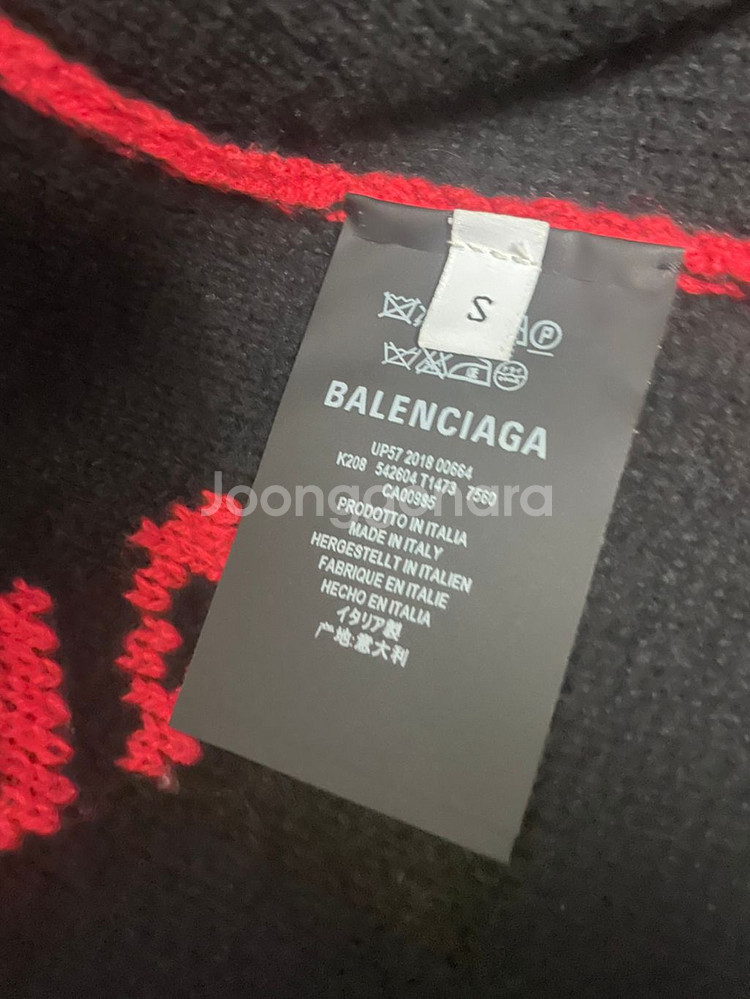 S
P
BALENCIAGA
UP57 2018 00664
K208 542604 T1473 7560
CA00985
Joonggonara
PRODOTTO IN ITALIA
MADE IN ITALY
HERGESTELLT IN ITALIEN
FABRIQUE EN ITALIE
HECHO EN ITALIA
イタリア製
产地:意大利